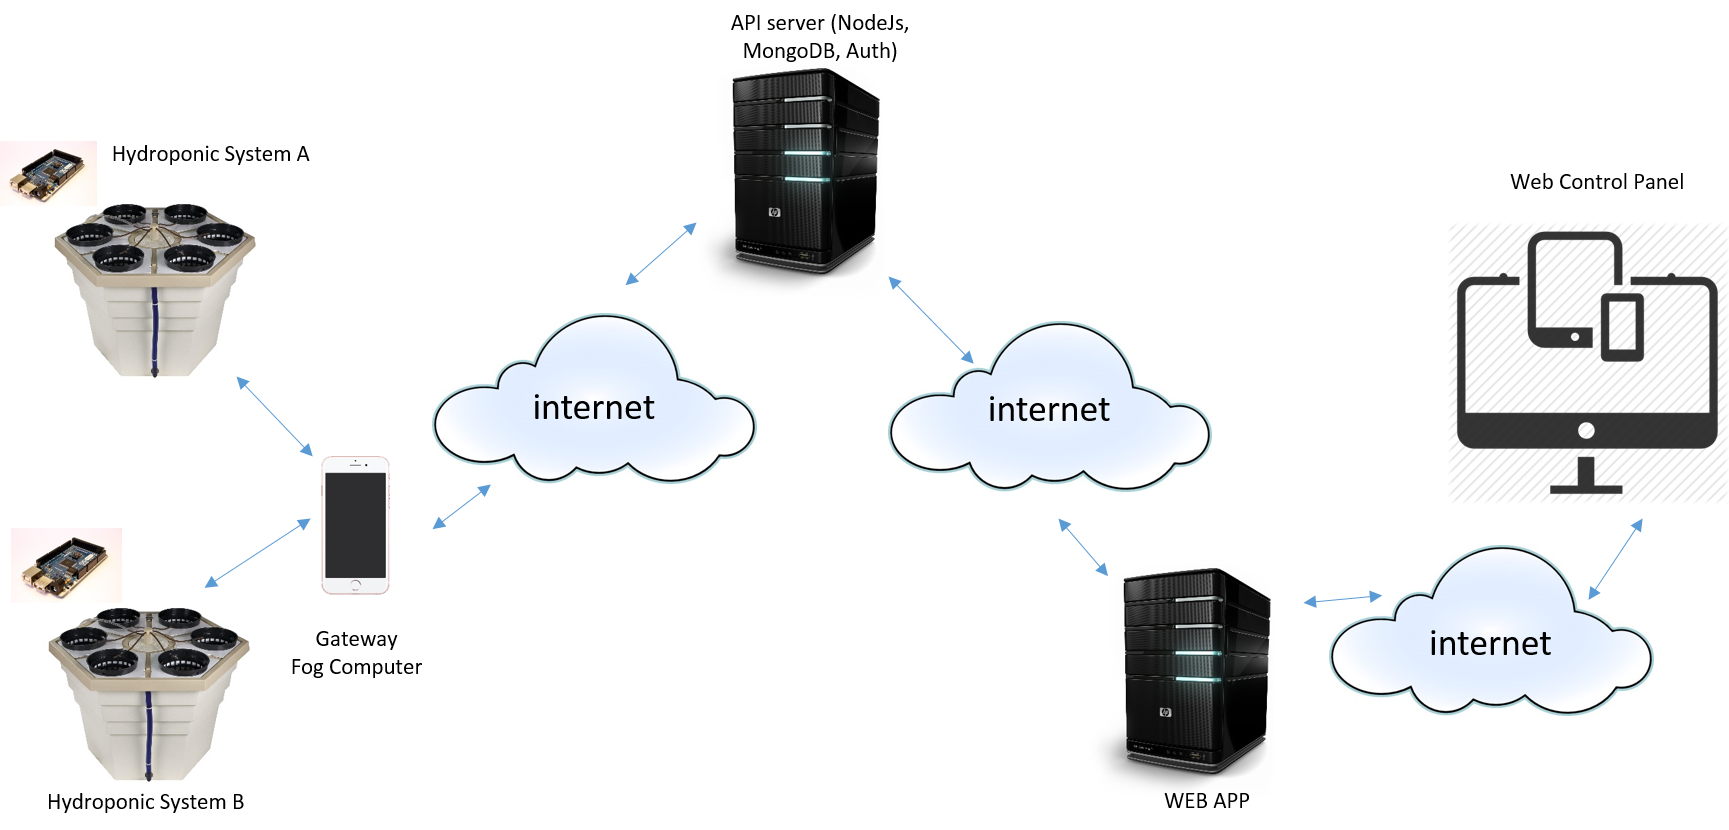 API server (NodeJs,
MongoDB, Auth)
Hydroponic System A
Web Control Panel
internet
internet
Gateway
Fog Computer
internet
Hydroponic System B
WEB APP